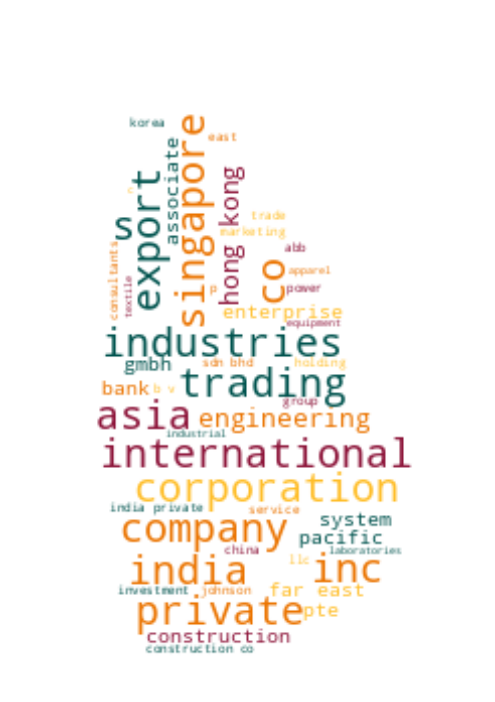 korea
singapore
east
associate
export
hong kong
c
s
trade
marketing
consultants
textile
abb
co
apparel
p
power
enterprise
equipment
industries
gmbh
sdn bhd
holding
trading
bank
b v
group
asia
engineering
industrial
international
corporation
india private
service
company
system
pacific
china
laboratories
india
llc
inc
investment
johnson
far east
private
pte
construction
construction co